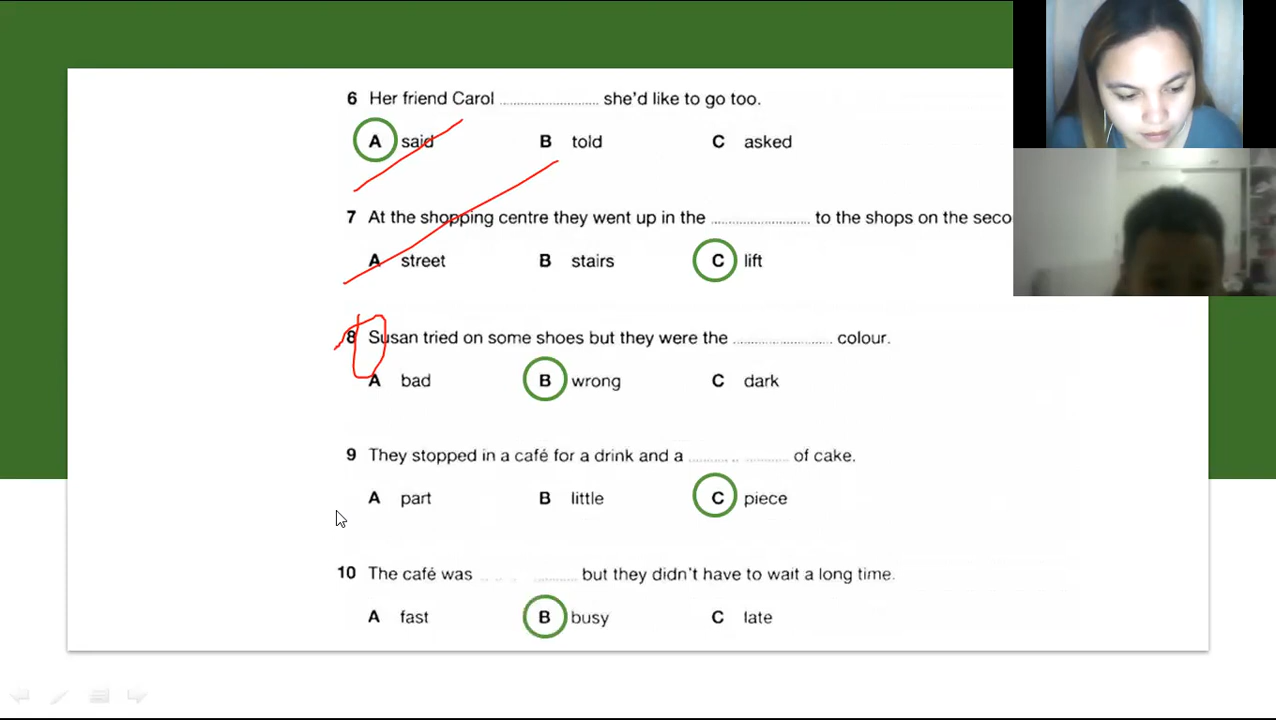 6 Her friend Carol ........................ she'd like to go too.
A said B told C asked
7 At the shopping centre they went up in the ........................ to the shops on the seco
A street B stairs C lift
8 Susan tried on some shoes but they were the ........................ colour.
A bad B wrong C dark
9 They stopped in a café for a drink and a ........................ of cake.
A part B little C piece
10 The café was ........................ but they didn't have to wait a long time.
A fast B busy C late